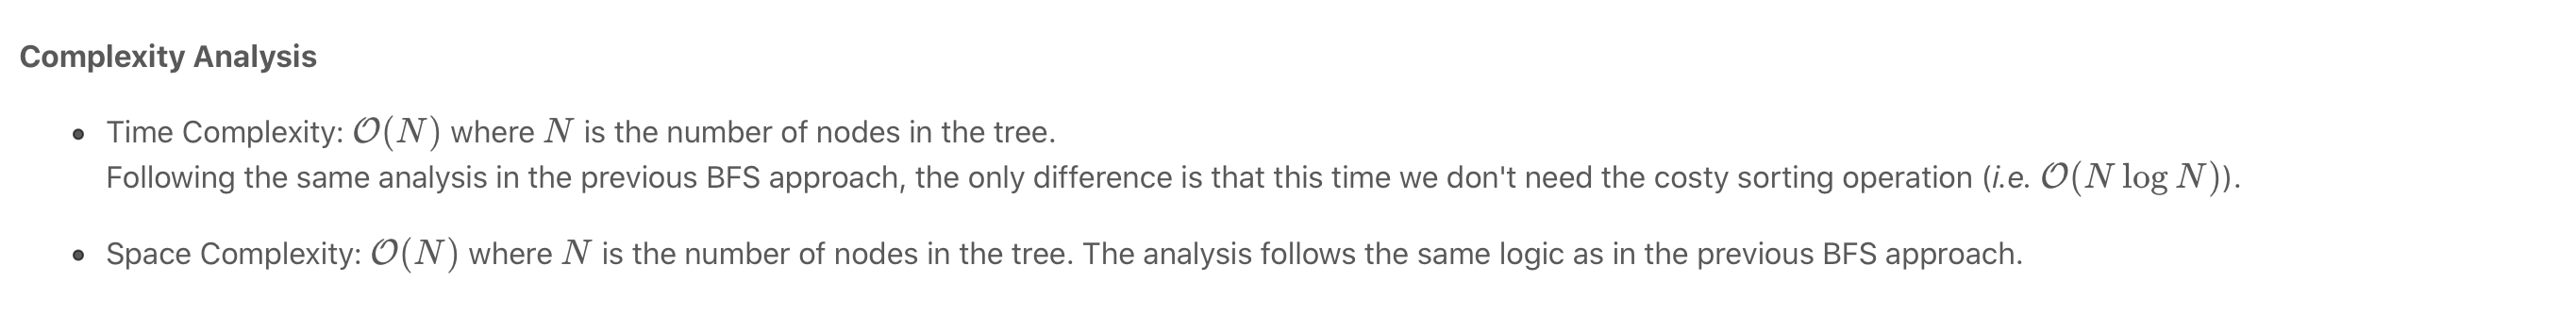 Complexity Analysis
• Time Complexity: 𝒪(N) where N is the number of nodes in the tree.
Following the same analysis in the previous BFS approach, the only difference is that this time we don't need the costy sorting operation (i.e. 𝒪(N log N)).
• Space Complexity: 𝒪(N) where N is the number of nodes in the tree. The analysis follows the same logic as in the previous BFS approach.